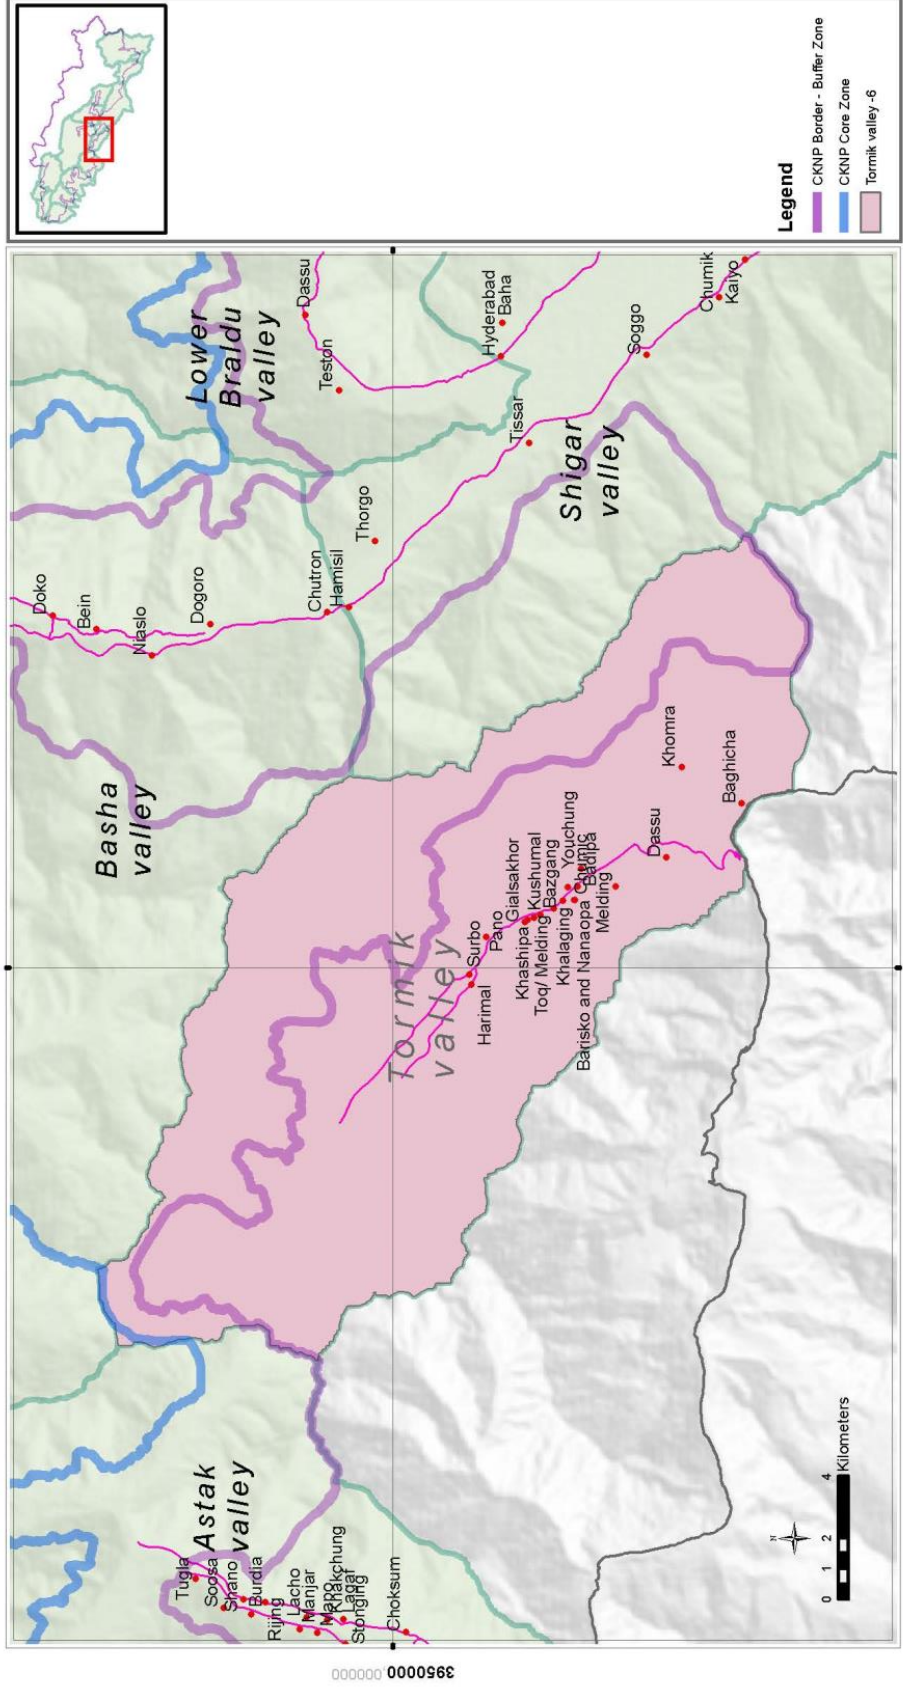 Legend
CKNP Border - Buffer Zone
CKNP Core Zone
Tormik valley -6
Lower
Braldu
valley
Dassu
Teston
Hyderabad
Baha
Soggo
Chumik
Kaiyo
Tissar
Shigar
valley
Thorgo
Doko
Bein
Niaslo
Dogoro
Chutron
Hamisil
Basha
valley
Khomra
Baghicha
Dassu
Youchung
Chumic
Badipa
Melding
Gialsakhor
Kushumal
Bazgang
Khashipa
Toq/ Melding
Khalaging
Barisko and Nanaopa
Surbo
Pano
Harimal
Tormik
valley
Astak
valley
Tugla
Soosa
Shano
Burdia
Rijing
Lacho
Manjar
Khakchung
Stonging
Choksum
N
0 1 2 4
Kilometers
3950000.000000